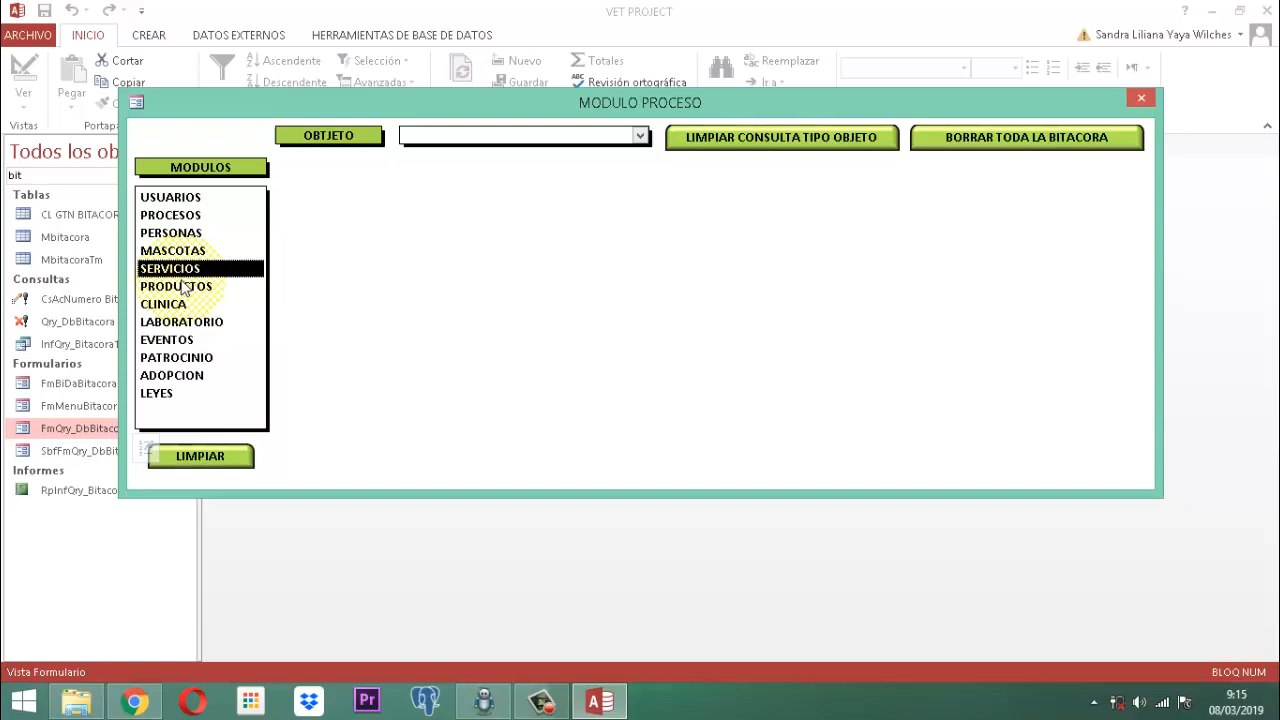 VET PROJECT
ARCHIVO INICIO CREAR DATOS EXTERNOS HERRAMIENTAS DE BASE DE DATOS Sandra Liliana Yaya Wilches
Cortar Ascendente Selección Nuevo Totales Reemplazar
Ver Pegar Copiar Descendente Avanzadas Guardar Revisión ortográfica Ir a
Vistas Portapa
MODULO PROCESO
OBTJETO LIMPIAR CONSULTA TIPO OBJETO BORRAR TODA LA BITACORA
Todos los ob
bit
Tablas
CL GTN BITACOR
Mbitacora
MbitacoraTm
Consultas
CsAcNumero Bit
Qry_DbBitacora
InfQry_BitacoraT
Formularios
FmBiDaBitacora
FmMenuBitacor
FmQry_DbBitaco
SbfFmQry_DbBit
Informes
RpInfQry_Bitaco
MODULOS
USUARIOS
PROCESOS
PERSONAS
MASCOTAS
SERVICIOS
PRODUCTOS
CLINICA
LABORATORIO
EVENTOS
PATROCINIO
ADOPCION
LEYES
LIMPIAR
Vista Formulario BLOQ NUM
Pr
9:15
08/03/2019